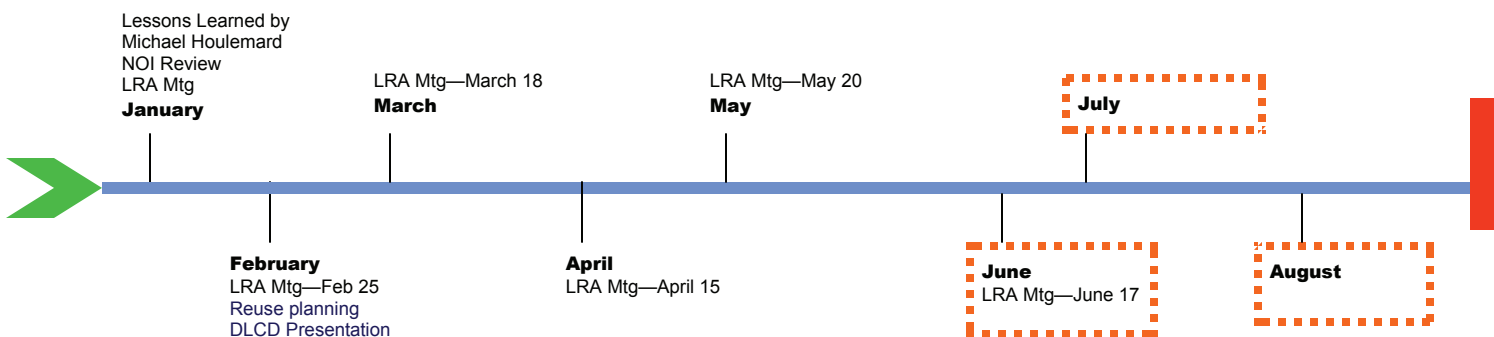 Lessons Learned by
Michael Houlemard
NOI Review
LRA Mtg
January
LRA Mtg—March 18
March
LRA Mtg—May 20
May
July
February
LRA Mtg—Feb 25
Reuse planning
DLCD Presentation
April
LRA Mtg—April 15
June
LRA Mtg—June 17
August